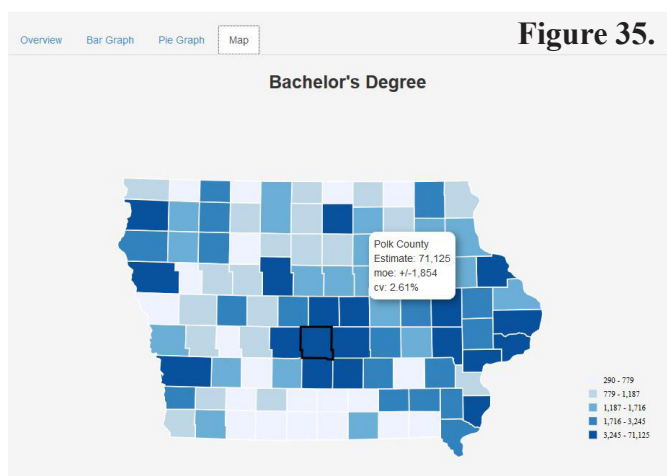 Figure 35.
Overview Bar Graph Pie Graph Map
Bachelor's Degree
Polk County
Estimate: 71,125
moe: +/-1,854
cv: 2.61%
290 - 779
779 - 1,187
1,187 - 1,716
1,716 - 3,245
3,245 - 71,125